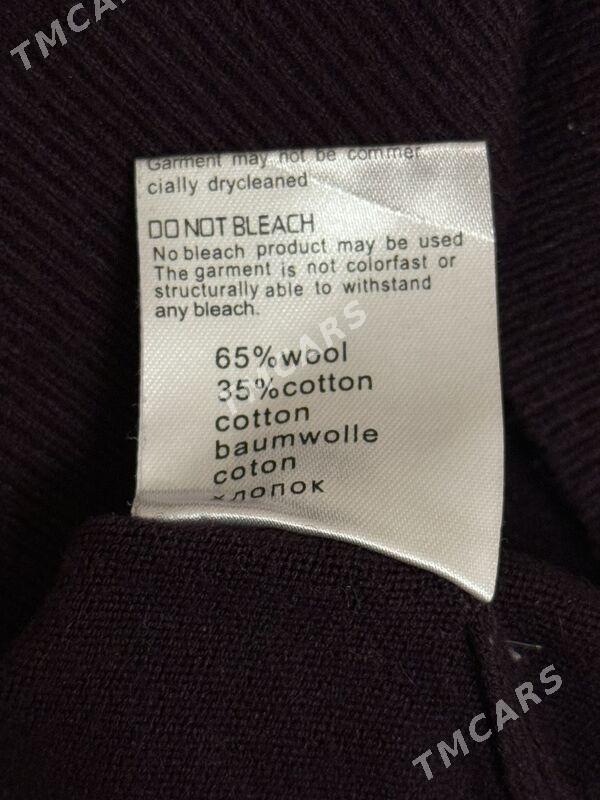 TMCARS
Garment may not be commer
cially drycleaned
DO NOT BLEACH
No bleach product may be used
The garment is not colorfast or
structurally able to withstand
any bleach.
TMCARS
65%wool
35%cotton
cotton
baumwolle
coton
хлопок
TMCARS